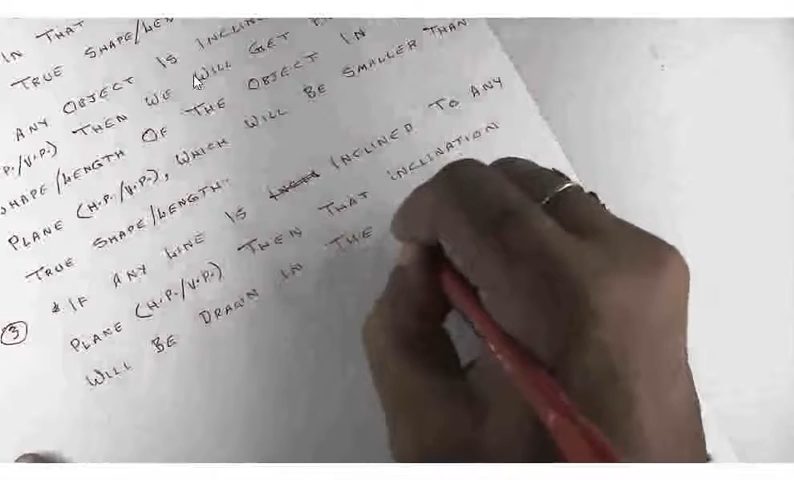 IN THAT
TRUE SHAPE/LEN
ANY OBJECT IS INCLIN
P./V.P.) THEN WE WILL GET
SHAPE/LENGTH OF THE OBJECT IN
PLANE (H.P./V.P.), WHICH WILL BE SMALLER THAN
TRUE SHAPE/LENGTH.
③ * IF ANY LINE IS INCLINED TO ANY
PLANE (H.P./V.P.) THEN THAT INCLINATION
WILL BE DRAWN IN THE